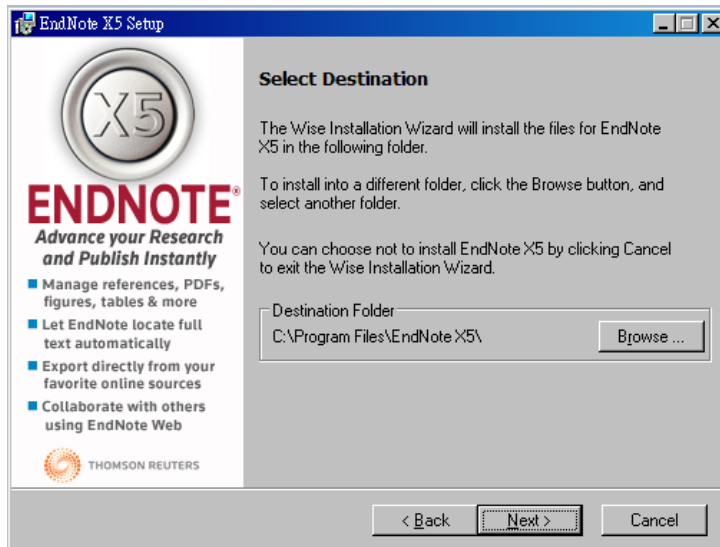 EndNote X5 Setup
X5
ENDNOTE®
Advance your Research
and Publish Instantly
Manage references, PDFs,
figures, tables & more
Let EndNote locate full
text automatically
Export directly from your
favorite online sources
Collaborate with others
using EndNote Web
THOMSON REUTERS
Select Destination
The Wise Installation Wizard will install the files for EndNote
X5 in the following folder.
To install into a different folder, click the Browse button, and
select another folder.
You can choose not to install EndNote X5 by clicking Cancel
to exit the Wise Installation Wizard.
Destination Folder
C:\Program Files\EndNote X5\
Browse ...
< Back
Next >
Cancel